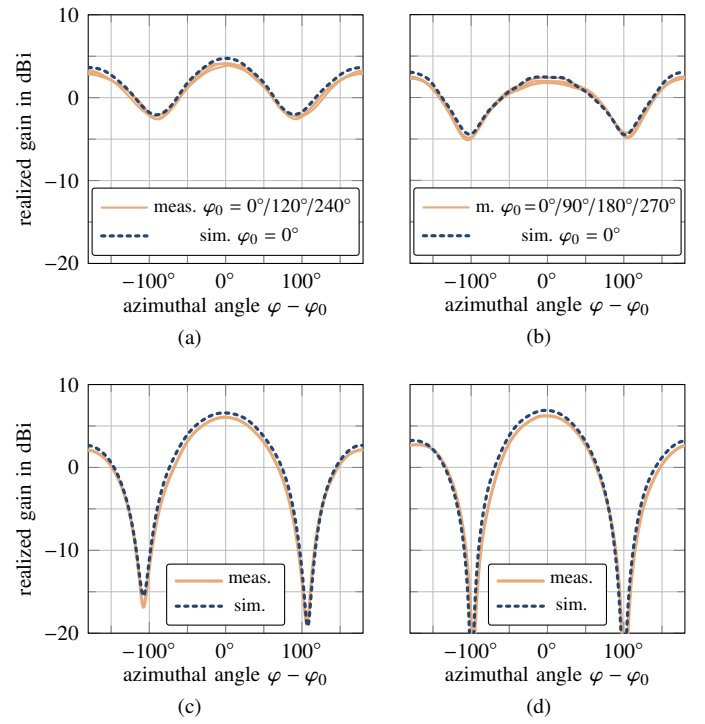 10
0
−10
−20
realized gain in dBi
meas. φ₀ = 0°/120°/240°
sim. φ₀ = 0°
−100° 0° 100°
azimuthal angle φ − φ₀
(a)
m. φ₀ = 0°/90°/180°/270°
sim. φ₀ = 0°
−100° 0° 100°
azimuthal angle φ − φ₀
(b)
10
0
−10
−20
realized gain in dBi
meas.
sim.
−100° 0° 100°
azimuthal angle φ − φ₀
(c)
meas.
sim.
−100° 0° 100°
azimuthal angle φ − φ₀
(d)